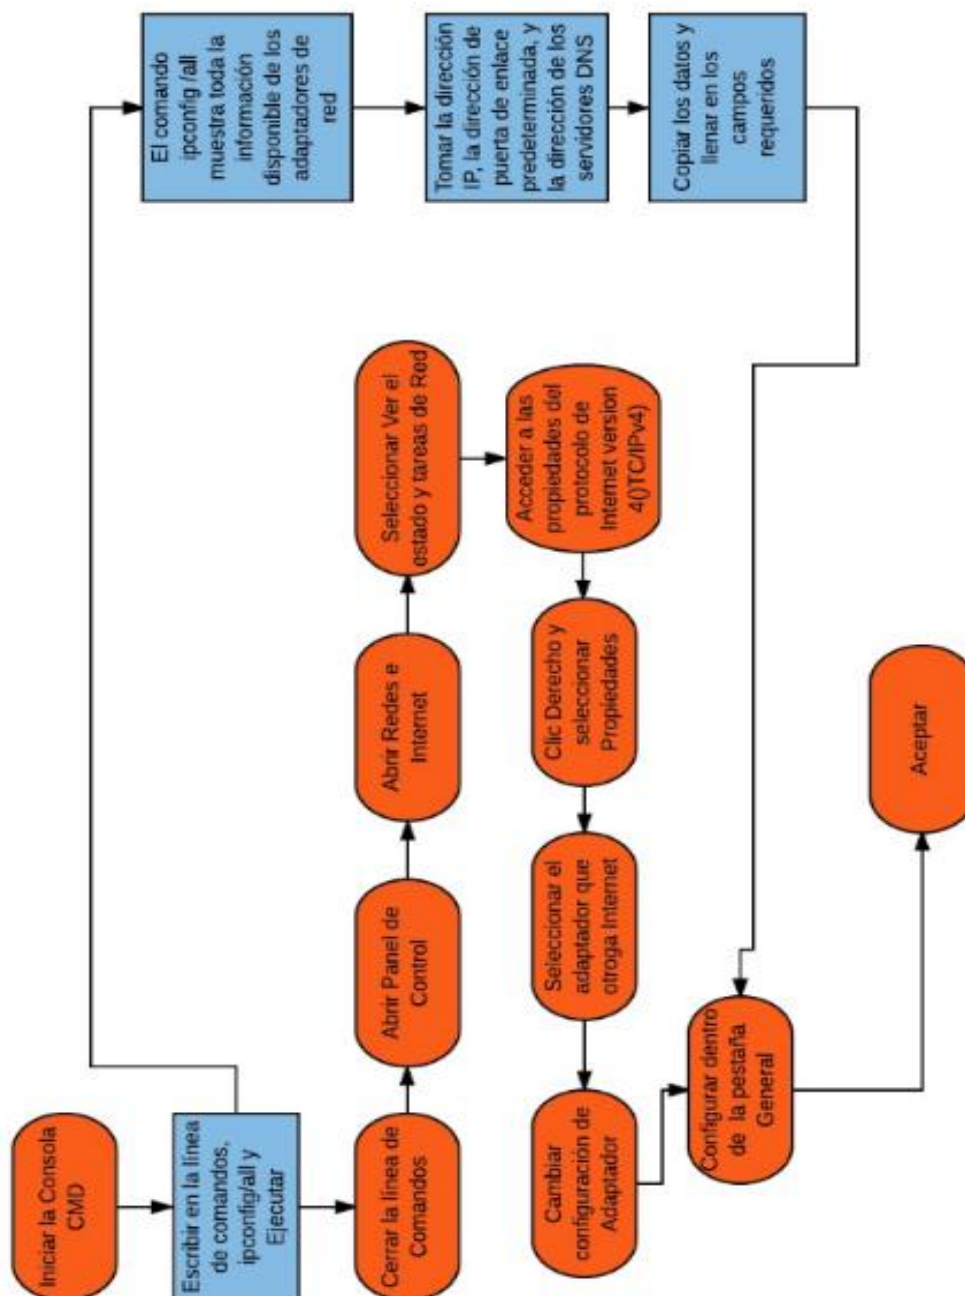 Iniciar la Consola
CMD
Escribir en la línea
de comandos,
ipconfig/all y
Ejecutar
El comando
ipconfig /all
muestra toda la
información
disponible de los
adaptadores de
red
Tomar la dirección
IP, la dirección de
puerta de enlace
predeterminada, y
la dirección de los
servidores DNS
Copiar los datos y
llenar en los
campos
requeridos
Cerrar la línea de
Comandos
Abrir Panel de
Control
Abrir Redes e
Internet
Seleccionar Ver el
estado y tareas de Red
Acceder a las
propiedades del
protocolo de
Internet version
4()TC/IPv4)
Clic Derecho y
seleccionar
Propiedades
Seleccionar el
adaptador que
otroga Internet
Cambiar
configuración de
Adaptador
Configurar dentro
de la pestaña
General
Aceptar